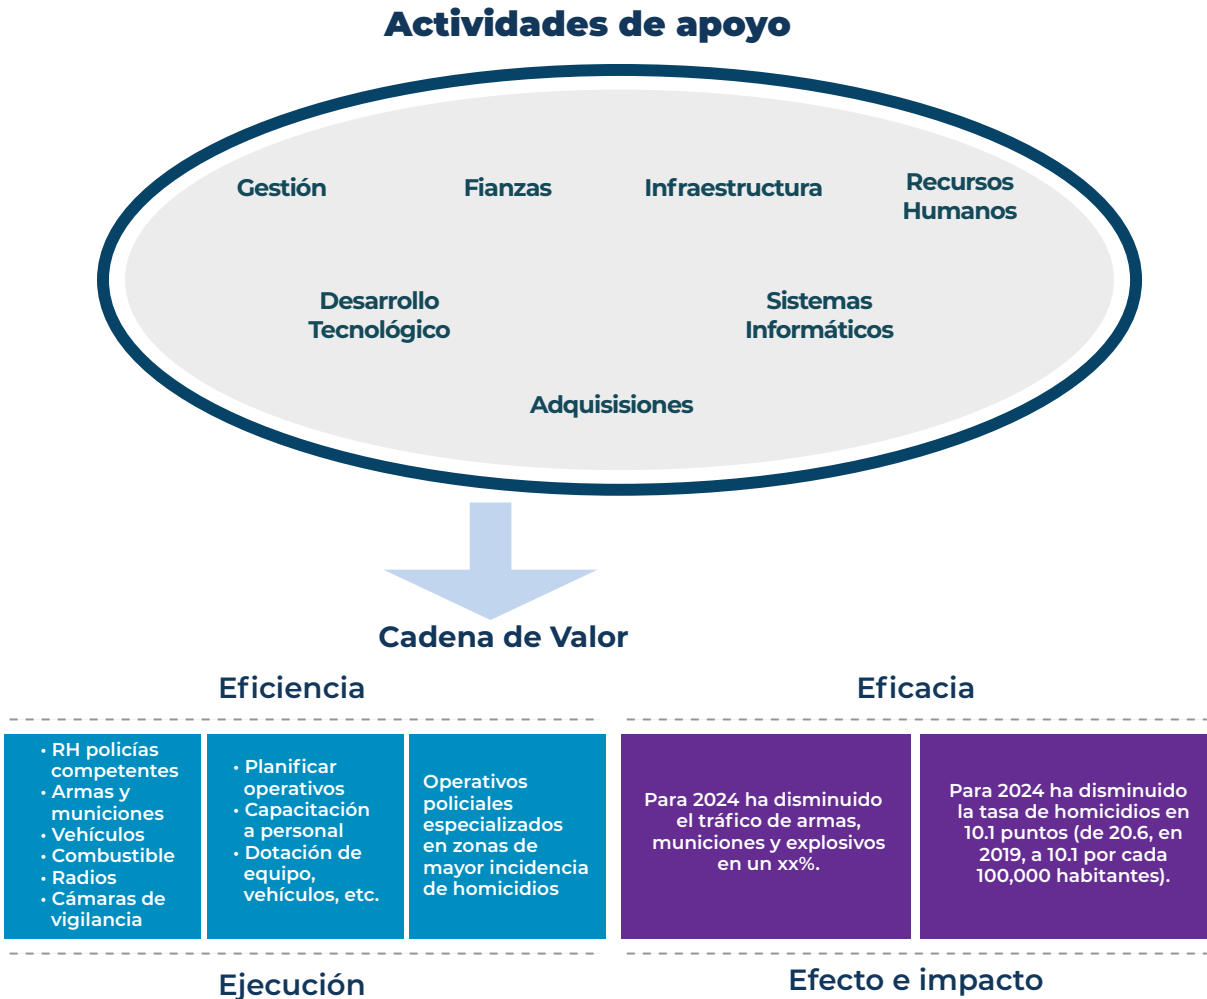 Actividades de apoyo
Gestión
Fianzas
Infraestructura
Recursos
Humanos
Desarrollo
Tecnológico
Sistemas
Informáticos
Adquisisiones
Cadena de Valor
Eficiencia
Eficacia
• RH policías
competentes
• Armas y
municiones
• Vehículos
• Combustible
• Radios
• Cámaras de
vigilancia
• Planificar
operativos
• Capacitación
a personal
• Dotación de
equipo,
vehículos, etc.
Operativos
policiales
especializados
en zonas de
mayor incidencia
de homicidios
Para 2024 ha disminuido
el tráfico de armas,
municiones y explosivos
en un xx%.
Para 2024 ha disminuido
la tasa de homicidios en
10.1 puntos (de 20.6, en
2019, a 10.1 por cada
100,000 habitantes).
Ejecución
Efecto e impacto